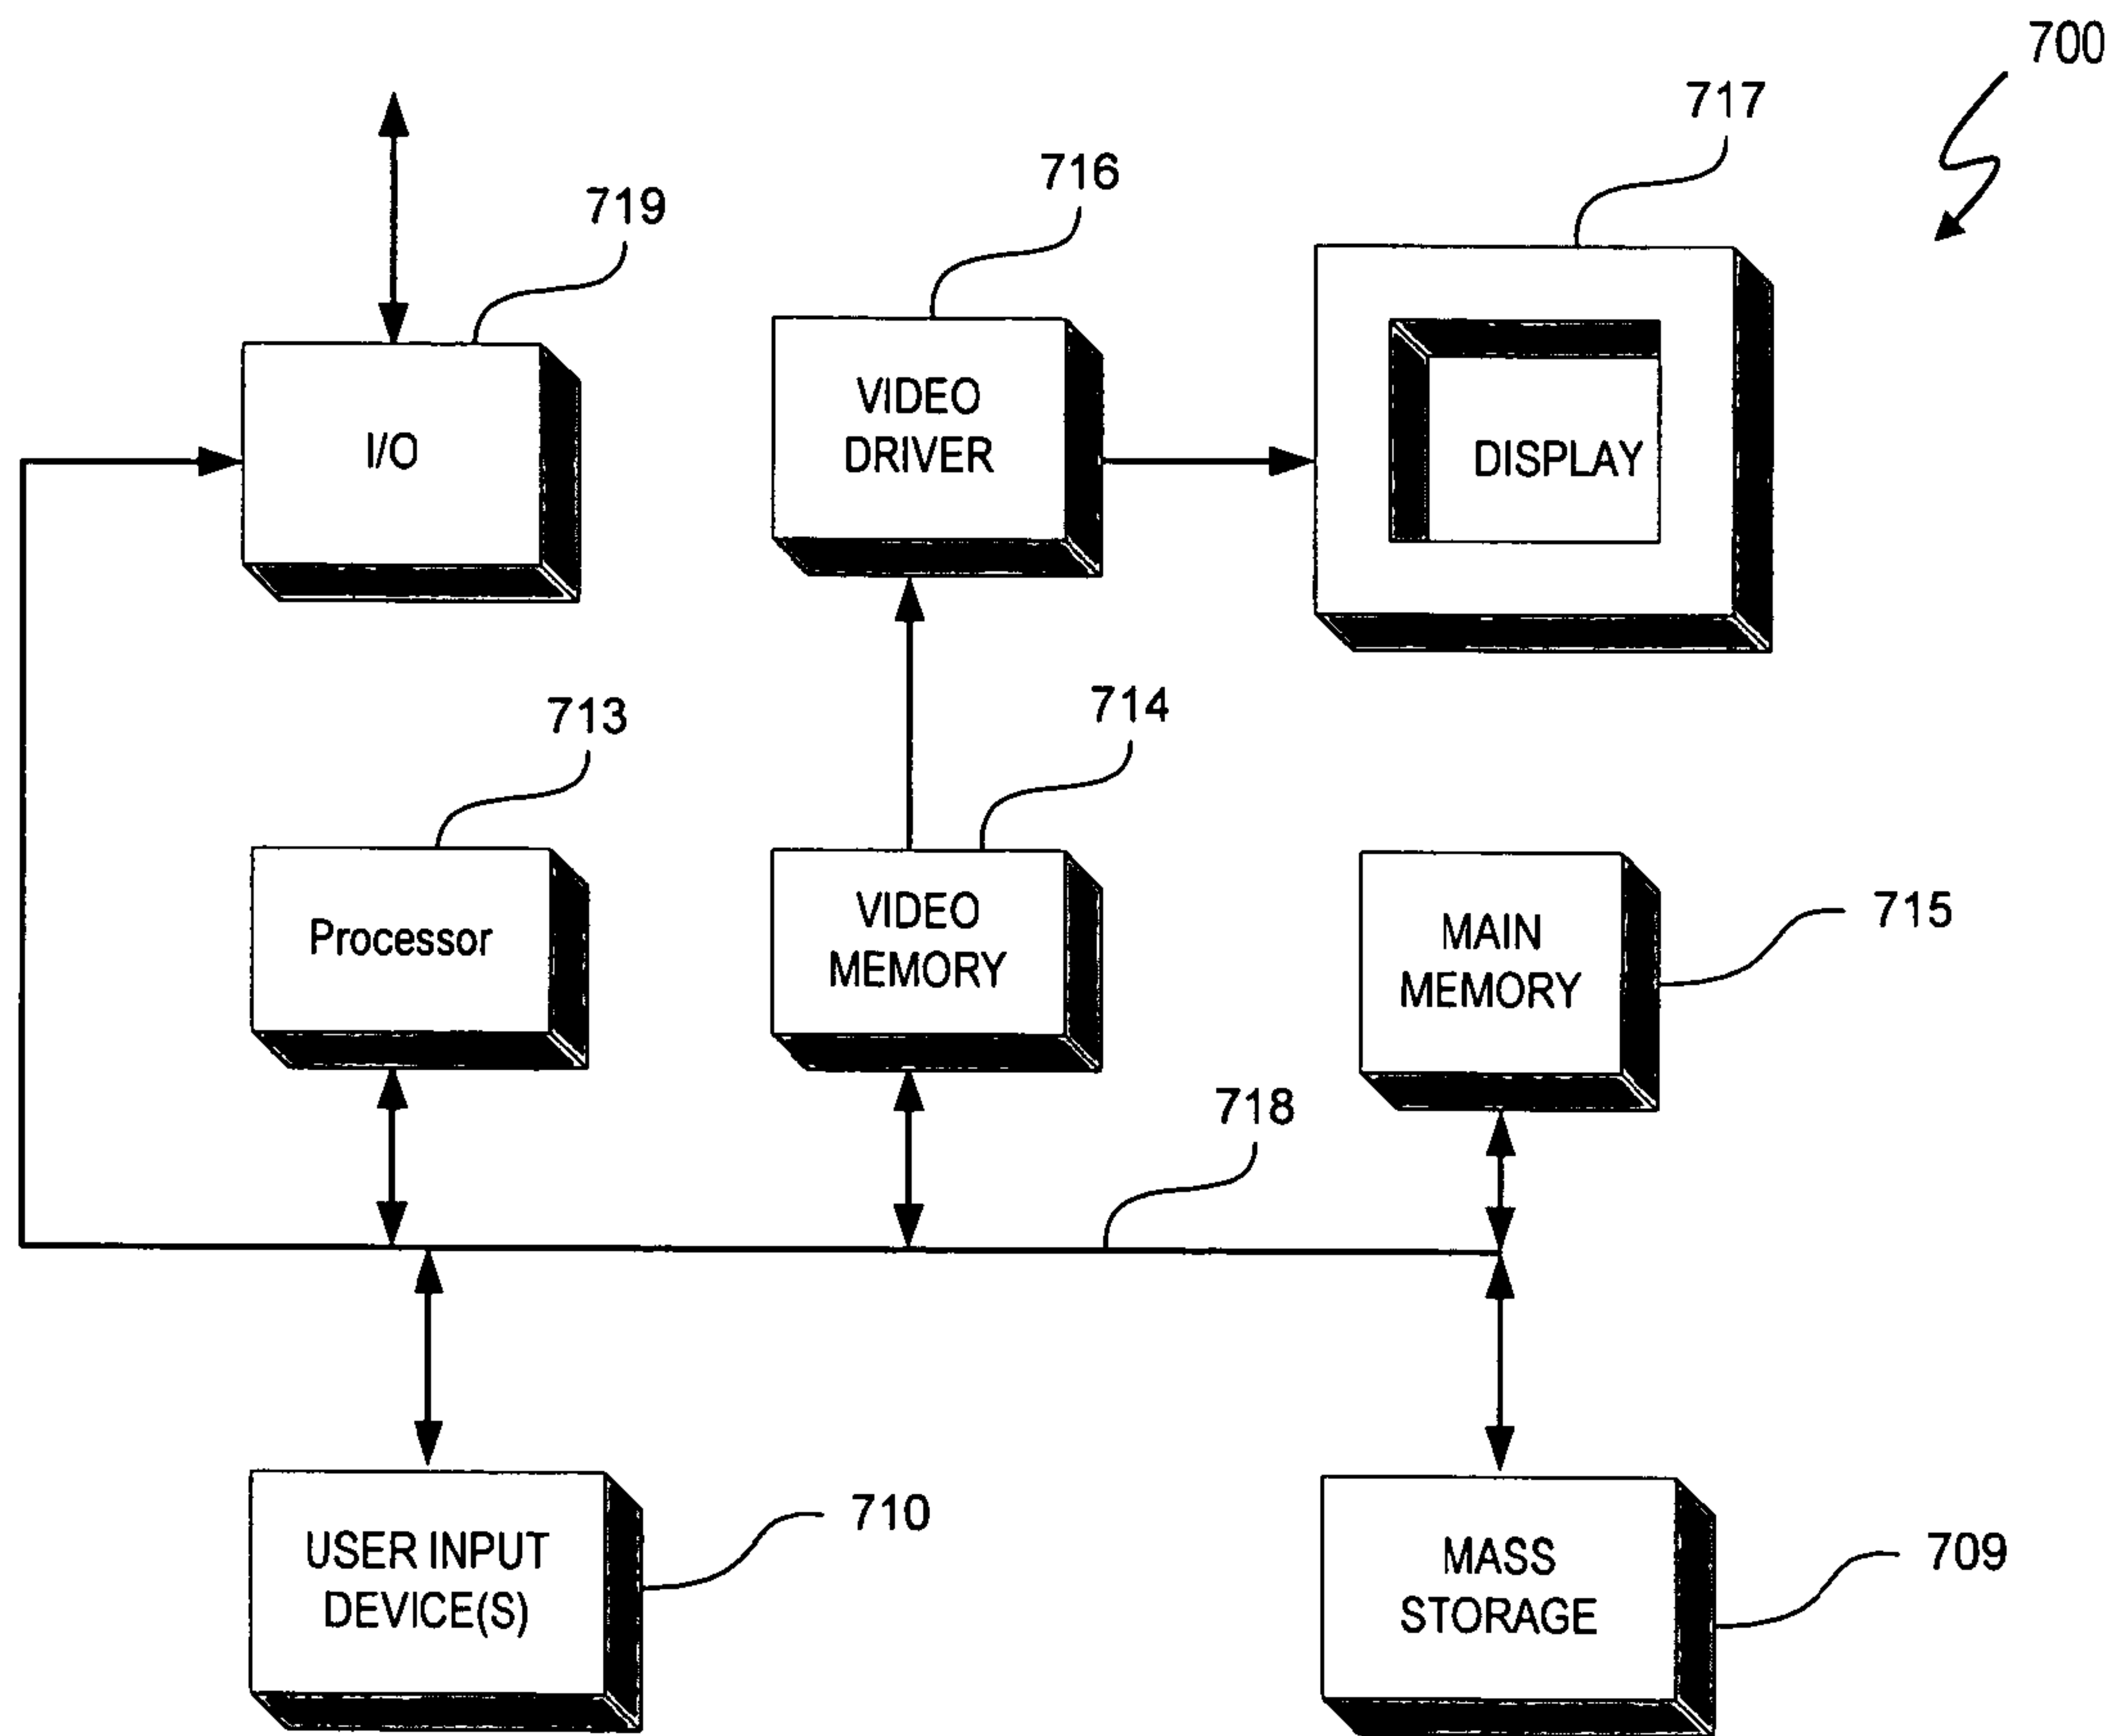 700
717
716
719
VIDEO
DRIVER
I/O
DISPLAY
713
714
VIDEO
MEMORY
715
Processor
MAIN
MEMORY
718
710
USER INPUT
DEVICE(S)
709
MASS
STORAGE